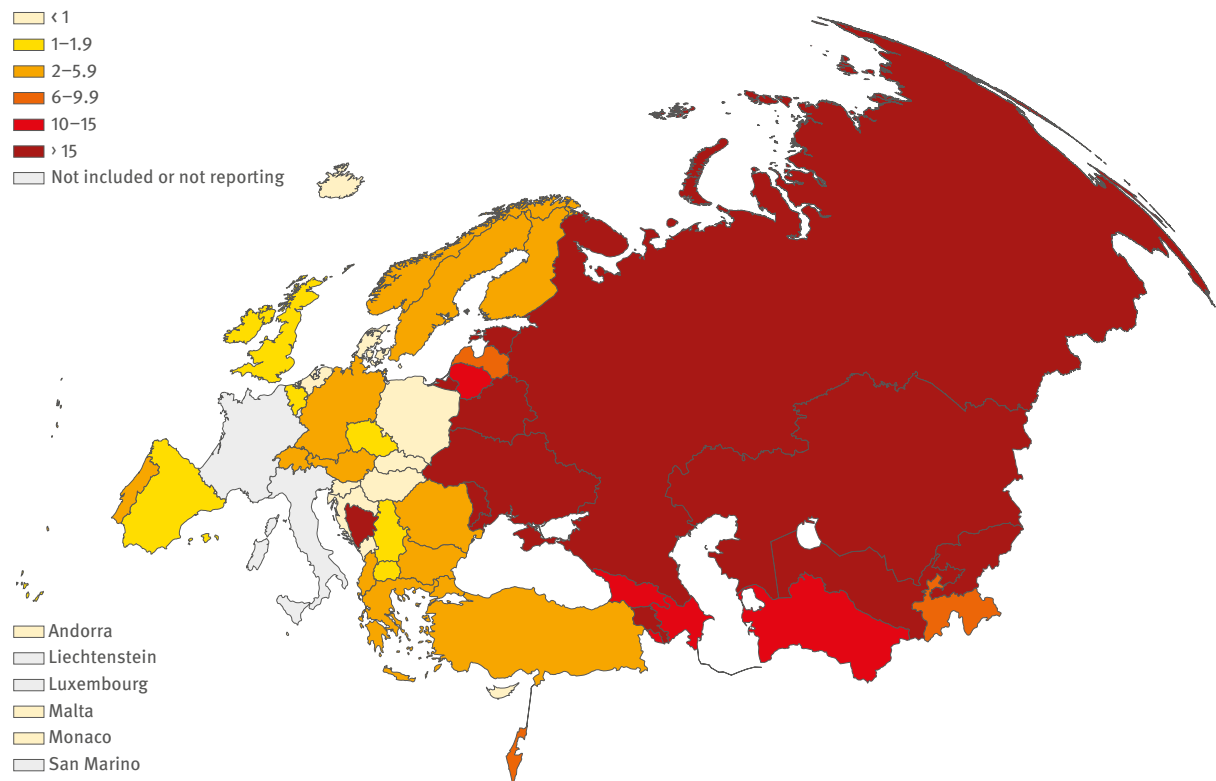 ‹ 1
1–1.9
2–5.9
6–9.9
10–15
› 15
Not included or not reporting
Andorra
Liechtenstein
Luxembourg
Malta
Monaco
San Marino